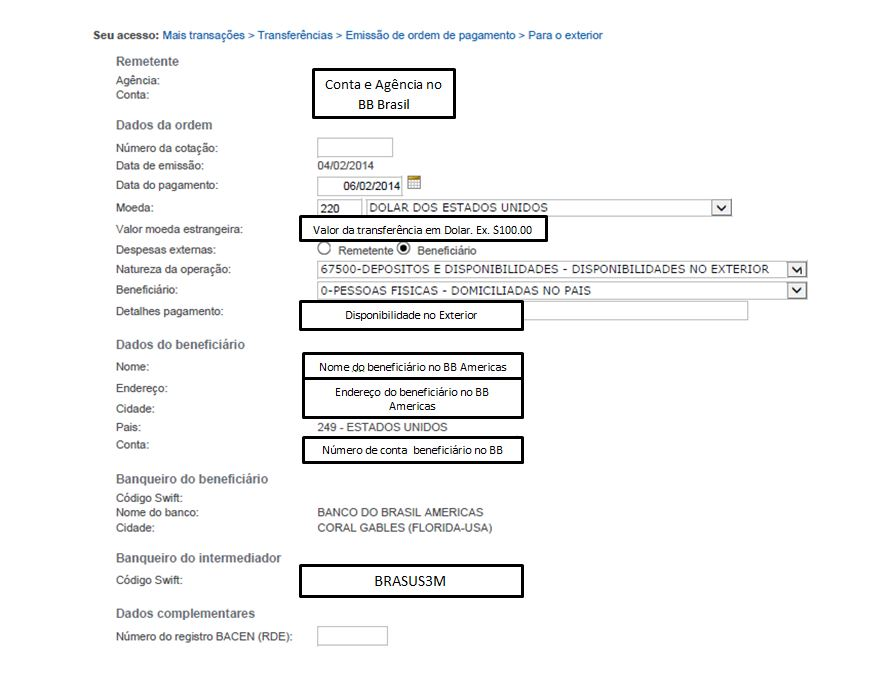 Seu acesso: Mais transações > Transferências > Emissão de ordem de pagamento > Para o exterior
Remetente
Agência:
Conta:
Conta e Agência no
BB Brasil
Dados da ordem
Número da cotação:
Data de emissão: 04/02/2014
Data do pagamento: 06/02/2014
Moeda: 220 DOLAR DOS ESTADOS UNIDOS
Valor moeda estrangeira: Valor da transferência em Dolar. Ex. $100.00
Despesas externas: Remetente Beneficiário
Natureza da operação: 67500-DEPOSITOS E DISPONIBILIDADES - DISPONIBILIDADES NO EXTERIOR
Beneficiário: 0-PESSOAS FISICAS - DOMICILIADAS NO PAIS
Detalhes pagamento: Disponibilidade no Exterior
Dados do beneficiário
Nome: Nome do beneficiário no BB Americas
Endereço: Endereço do beneficiário no BB
Americas
Cidade:
Pais: 249 - ESTADOS UNIDOS
Conta: Número de conta beneficiário no BB
Banqueiro do beneficiário
Código Swift:
Nome do banco: BANCO DO BRASIL AMERICAS
Cidade: CORAL GABLES (FLORIDA-USA)
Banqueiro do intermediador
Código Swift: BRASUS3M
Dados complementares
Número do registro BACEN (RDE):